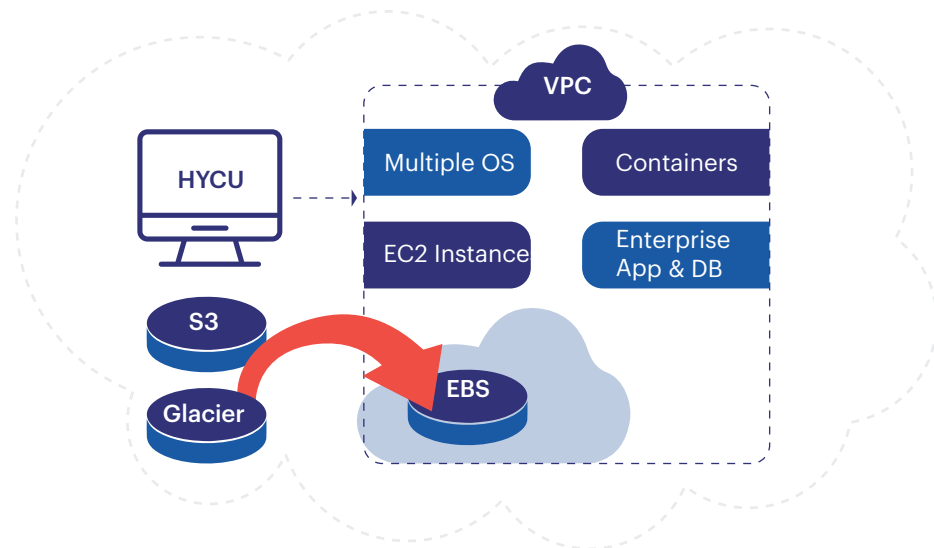 VPC
HYCU
Multiple OS
Containers
EC2 Instance
Enterprise
App & DB
S3
Glacier
EBS